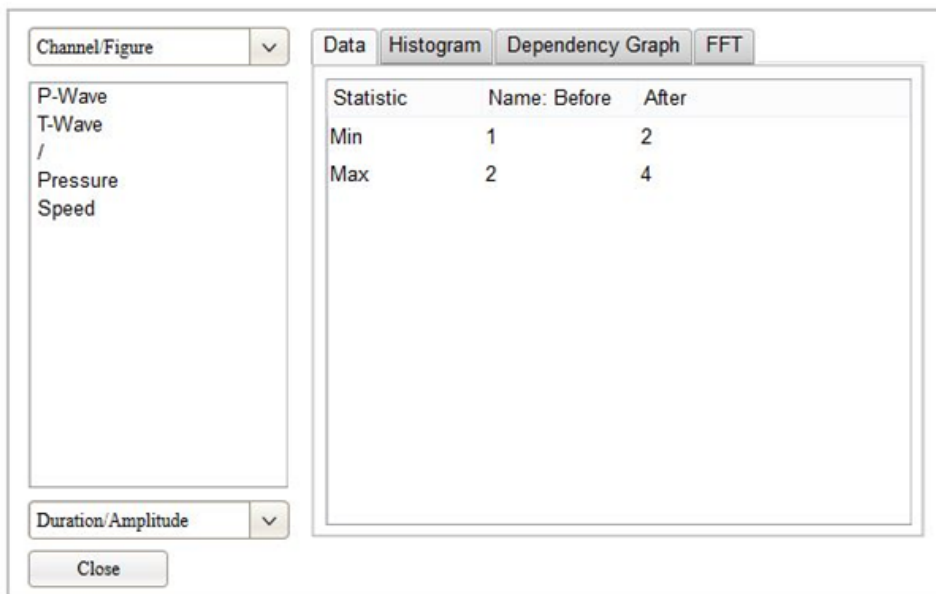 Channel/Figure
P-Wave
T-Wave
/
Pressure
Speed
Duration/Amplitude
Close
Data Histogram Dependency Graph FFT
Statistic Name: Before After
Min 1 2
Max 2 4